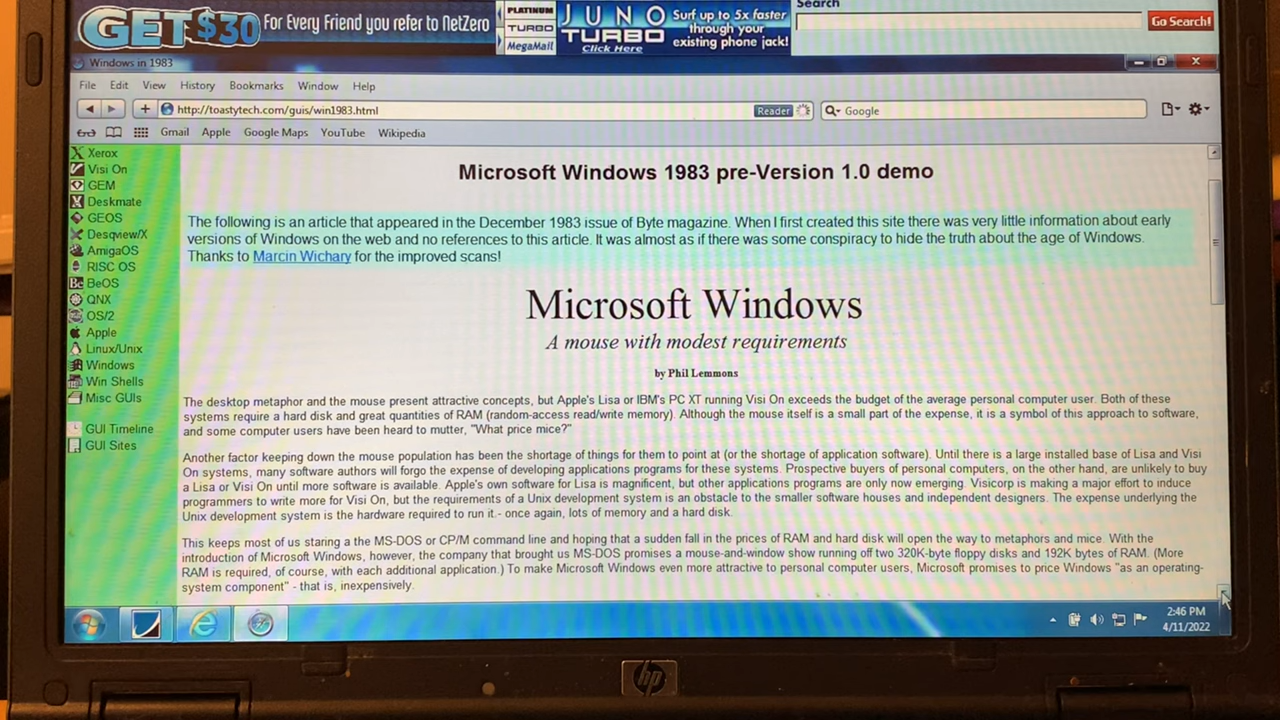 GET $30 For Every Friend you refer to NetZero
PLATINUM
TURBO
MegaMail
JUNO
TURBO
Click Here
Surf up to 5x faster
through your
existing phone jack!
Search
Go Search!
Windows in 1983
File Edit View History Bookmarks Window Help
http://toastytech.com/guis/win1983.html
Reader
Google
Gmail Apple Google Maps YouTube Wikipedia
Xerox
Visi On
GEM
Deskmate
GEOS
Desqview/X
AmigaOS
RISC OS
Be BeOS
QNX
OS/2
Apple
Linux/Unix
Windows
Win Shells
Misc GUIs
GUI Timeline
GUI Sites
Microsoft Windows 1983 pre-Version 1.0 demo
The following is an article that appeared in the December 1983 issue of Byte magazine. When I first created this site there was very little information about early
versions of Windows on the web and no references to this article. It was almost as if there was some conspiracy to hide the truth about the age of Windows.
Thanks to Marcin Wichary for the improved scans!
Microsoft Windows
A mouse with modest requirements
by Phil Lemmons
The desktop metaphor and the mouse present attractive concepts, but Apple's Lisa or IBM's PC XT running Visi On exceeds the budget of the average personal computer user. Both of these
systems require a hard disk and great quantities of RAM (random-access read/write memory). Although the mouse itself is a small part of the expense, it is a symbol of this approach to software,
and some computer users have been heard to mutter, "What price mice?"
Another factor keeping down the mouse population has been the shortage of things for them to point at (or the shortage of application software). Until there is a large installed base of Lisa and Visi
On systems, many software authors will forgo the expense of developing applications programs for these systems. Prospective buyers of personal computers, on the other hand, are unlikely to buy
a Lisa or Visi On until more software is available. Apple's own software for Lisa is magnificent, but other applications programs are only now emerging. Visicorp is making a major effort to induce
programmers to write more for Visi On, but the requirements of a Unix development system is an obstacle to the smaller software houses and independent designers. The expense underlying the
Unix development system is the hardware required to run it.- once again, lots of memory and a hard disk.
This keeps most of us staring a the MS-DOS or CP/M command line and hoping that a sudden fall in the prices of RAM and hard disk will open the way to metaphors and mice. With the
introduction of Microsoft Windows, however, the company that brought us MS-DOS promises a mouse-and-window show running off two 320K-byte floppy disks and 192K bytes of RAM. (More
RAM is required, of course, with each additional application.) To make Microsoft Windows even more attractive to personal computer users, Microsoft promises to price Windows "as an operating-
system component" - that is, inexpensively.
2:46 PM
4/11/2022
hp